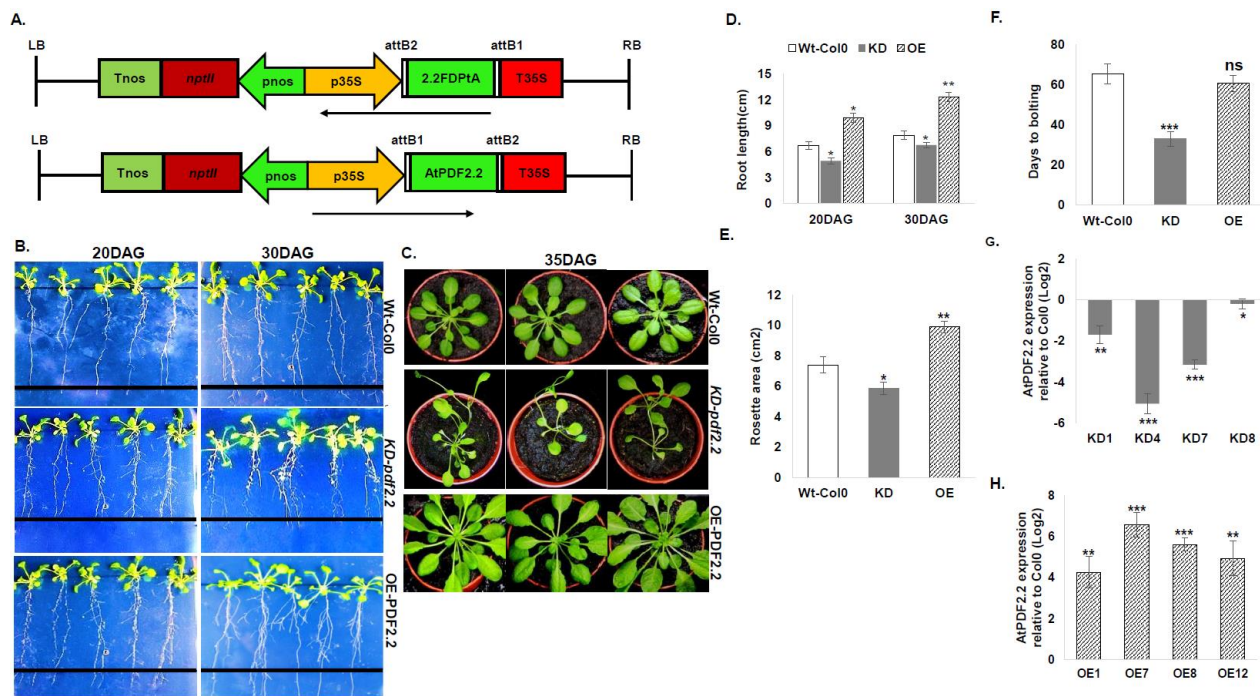 A.
LB
attB2
attB1
RB
Tnos
nptII
pnos
p35S
2.2FDPtA
T35S
LB
attB1
attB2
RB
Tnos
nptII
pnos
p35S
AtPDF2.2
T35S
B.
20DAG
30DAG
Wt-Col0
KD-pdf2.2
OE-PDF2.2
C.
35DAG
Wt-Col0
KD-pdf2.2
OE-PDF2.2
D.
Wt-Col0 KD OE
Root length(cm)
15
12
9
6
3
0
*
*
*
**
20DAG
30DAG
E.
Rosette area (cm2)
12
10
8
6
4
2
0
*
**
Wt-Col0
KD
OE
F.
Days to bolting
80
60
40
20
0
***
ns
Wt-Col0
KD
OE
G.
AtPDF2.2 expression
relative to Col0 (Log2)
2
0
-2
-4
-6
**
***
***
*
KD1
KD4
KD7
KD8
H.
AtPDF2.2 expression
relative to Col0 (Log2)
8
6
4
2
0
**
***
***
**
OE1
OE7
OE8
OE12